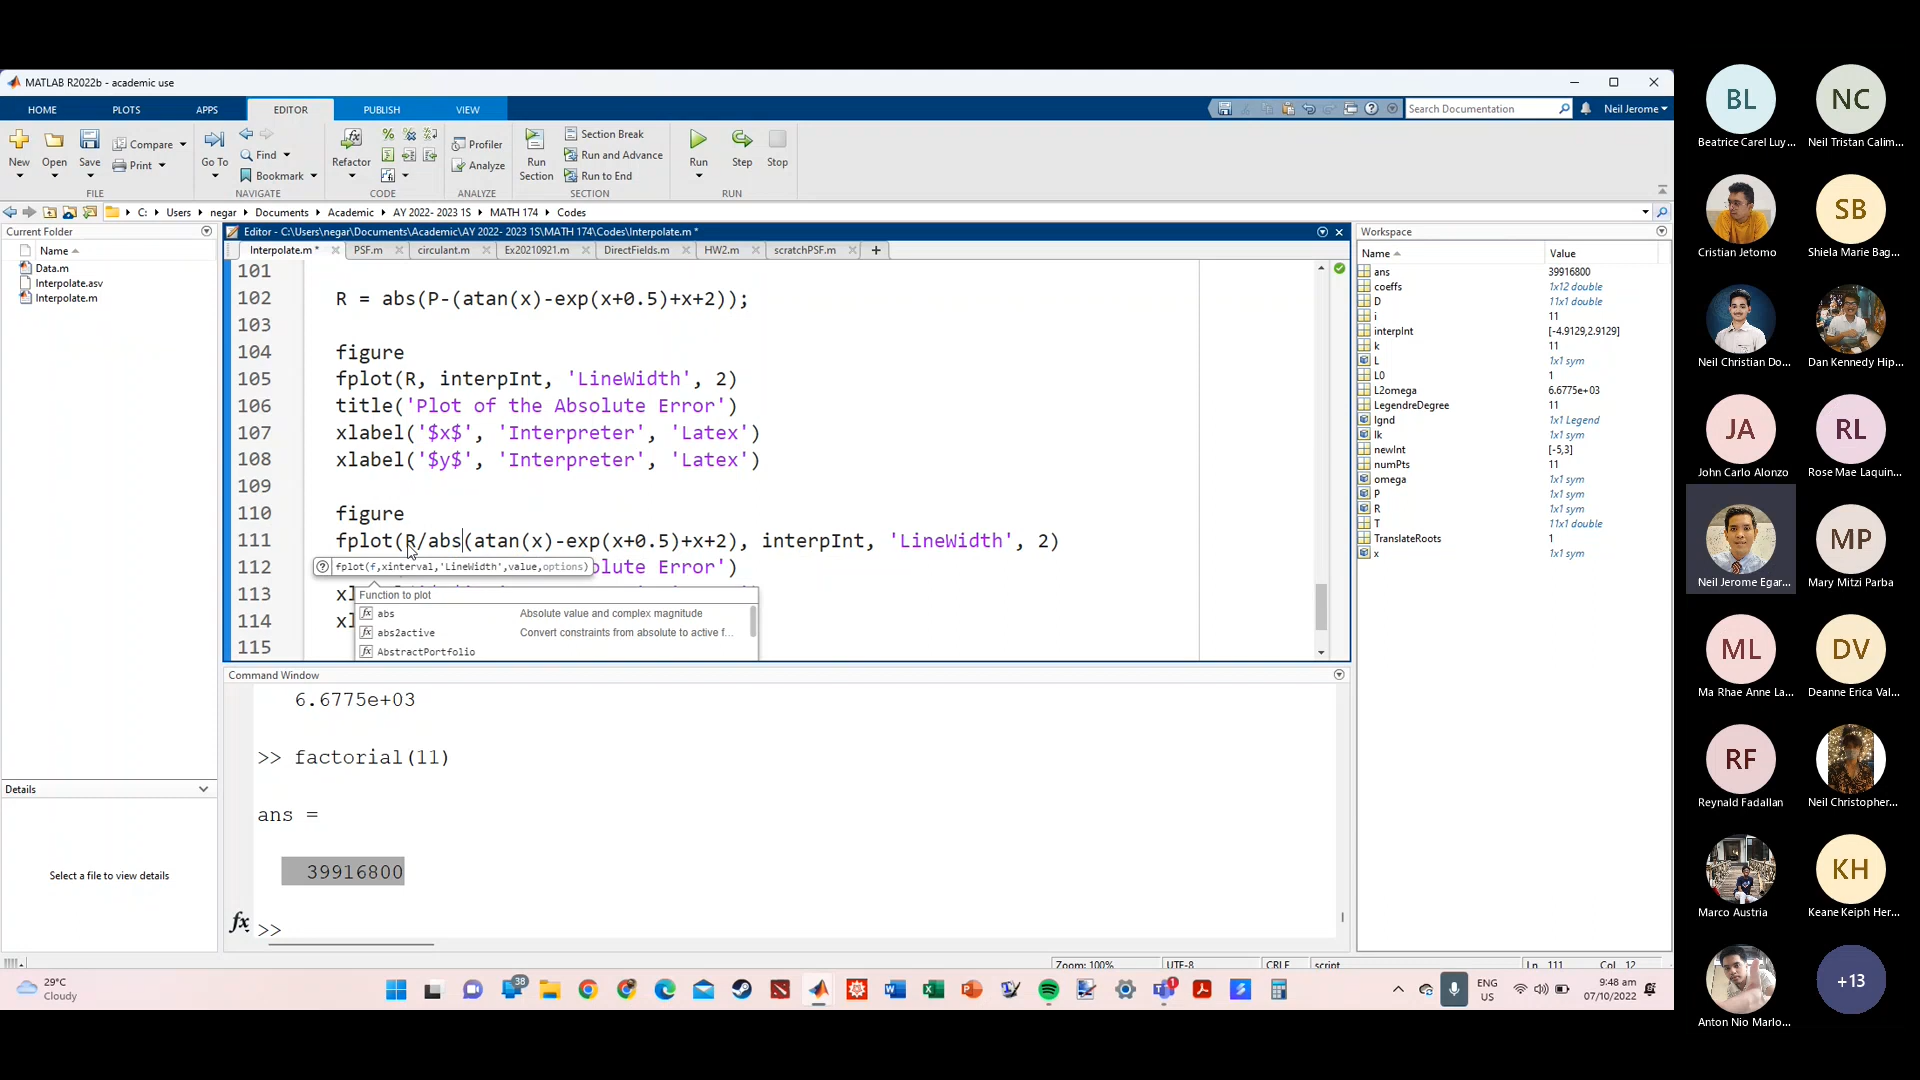 MATLAB R2022b - academic use
HOME
PLOTS
APPS
EDITOR
PUBLISH
VIEW
Search Documentation
Neil Jerome
New
Open
Save
Compare
Print
FILE
Go To
Find
Bookmark
NAVIGATE
Refactor
CODE
Profiler
Analyze
ANALYZE
Run Section
Section Break
Run and Advance
Run to End
SECTION
Run
Step
Stop
RUN
C: Users negar Documents Academic AY 2022- 2023 1S MATH 174 Codes
Current Folder
Name
Data.m
Interpolate.asv
Interpolate.m
Details
Select a file to view details
Editor - C:\Users\negar\Documents\Academic\AY 2022- 2023 1S\MATH 174\Codes\Interpolate.m *
Interpolate.m *
PSF.m
circulant.m
Ex20210921.m
DirectFields.m
HW2.m
scratchPSF.m
101
102 R = abs(P-(atan(x)-exp(x+0.5)+x+2));
103
104 figure
105 fplot(R, interpInt, 'LineWidth', 2)
106 title('Plot of the Absolute Error')
107 xlabel('$x$', 'Interpreter', 'Latex')
108 xlabel('$y$', 'Interpreter', 'Latex')
109
110 figure
111 fplot(R/abs(atan(x)-exp(x+0.5)+x+2), interpInt, 'LineWidth', 2)
fplot(f,xinterval,'LineWidth',value,options)
olute Error')
113 xl
114 xl
115
Function to plot
abs Absolute value and complex magnitude
abs2active Convert constraints from absolute to active f...
AbstractPortfolio
Command Window
6.6775e+03
>> factorial(11)
ans =
39916800
fx >>
Workspace
Name Value
ans 39916800
coeffs 1x12 double
D 11x1 double
i 11
interpInt [-4.9129,2.9129]
k 11
L 1x1 sym
L0 1
L2omega 6.6775e+03
LegendreDegree 11
lgnd 1x1 Legend
lk 1x1 sym
newInt [-5,3]
numPts 11
omega 1x1 sym
P 1x1 sym
R 1x1 sym
T 11x1 double
TranslateRoots 1
x 1x1 sym
Zoom: 100% UTF-8 CRLF script Ln 111 Col 12
29°C
Cloudy
38
1
ENG
US
9:48 am
07/10/2022
BL
Beatrice Carel Luy...
NC
Neil Tristan Calim...
Cristian Jetomo
SB
Shiela Marie Bag...
Neil Christian Do...
Dan Kennedy Hip...
JA
John Carlo Alonzo
RL
Rose Mae Laquin...
Neil Jerome Egar...
MP
Mary Mitzi Parba
ML
Ma Rhae Anne La...
DV
Deanne Erica Val...
RF
Reynald Fadallan
Neil Christopher...
Marco Austria
KH
Keane Keiph Her...
Anton Nio Marlo...
+13